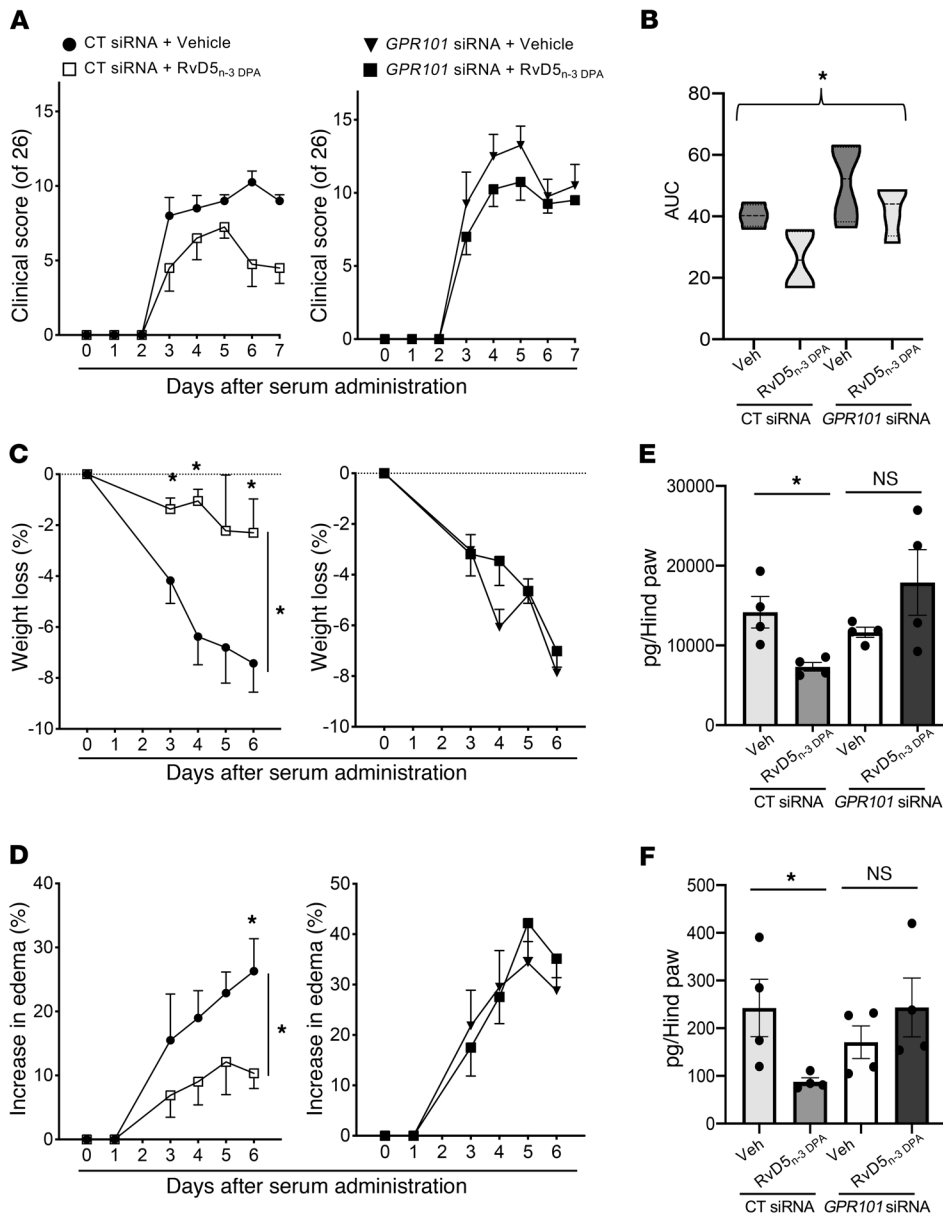 A
CT siRNA + Vehicle
CT siRNA + RvD5n-3 DPA
GPR101 siRNA + Vehicle
GPR101 siRNA + RvD5n-3 DPA
Clinical score (of 26)
15
10
5
0
0 1 2 3 4 5 6 7
Clinical score (of 26)
15
10
5
0
0 1 2 3 4 5 6 7
Days after serum administration
B
*
AUC
80
60
40
20
0
Veh
RvD5n-3 DPA
Veh
RvD5n-3 DPA
CT siRNA
GPR101 siRNA
C
Weight loss (%)
0
-2
-4
-6
-8
-10
* * *
*
0 1 2 3 4 5 6
Weight loss (%)
0
-2
-4
-6
-8
-10
0 1 2 3 4 5 6
Days after serum administration
E
pg/Hind paw
30000
20000
10000
0
*
NS
Veh
RvD5n-3 DPA
Veh
RvD5n-3 DPA
CT siRNA
GPR101 siRNA
D
Increase in edema (%)
40
30
20
10
0
*
*
0 1 2 3 4 5 6
Increase in edema (%)
50
40
30
20
10
0
0 1 2 3 4 5 6
Days after serum administration
F
pg/Hind paw
500
400
300
200
100
0
*
NS
Veh
RvD5n-3 DPA
Veh
RvD5n-3 DPA
CT siRNA
GPR101 siRNA